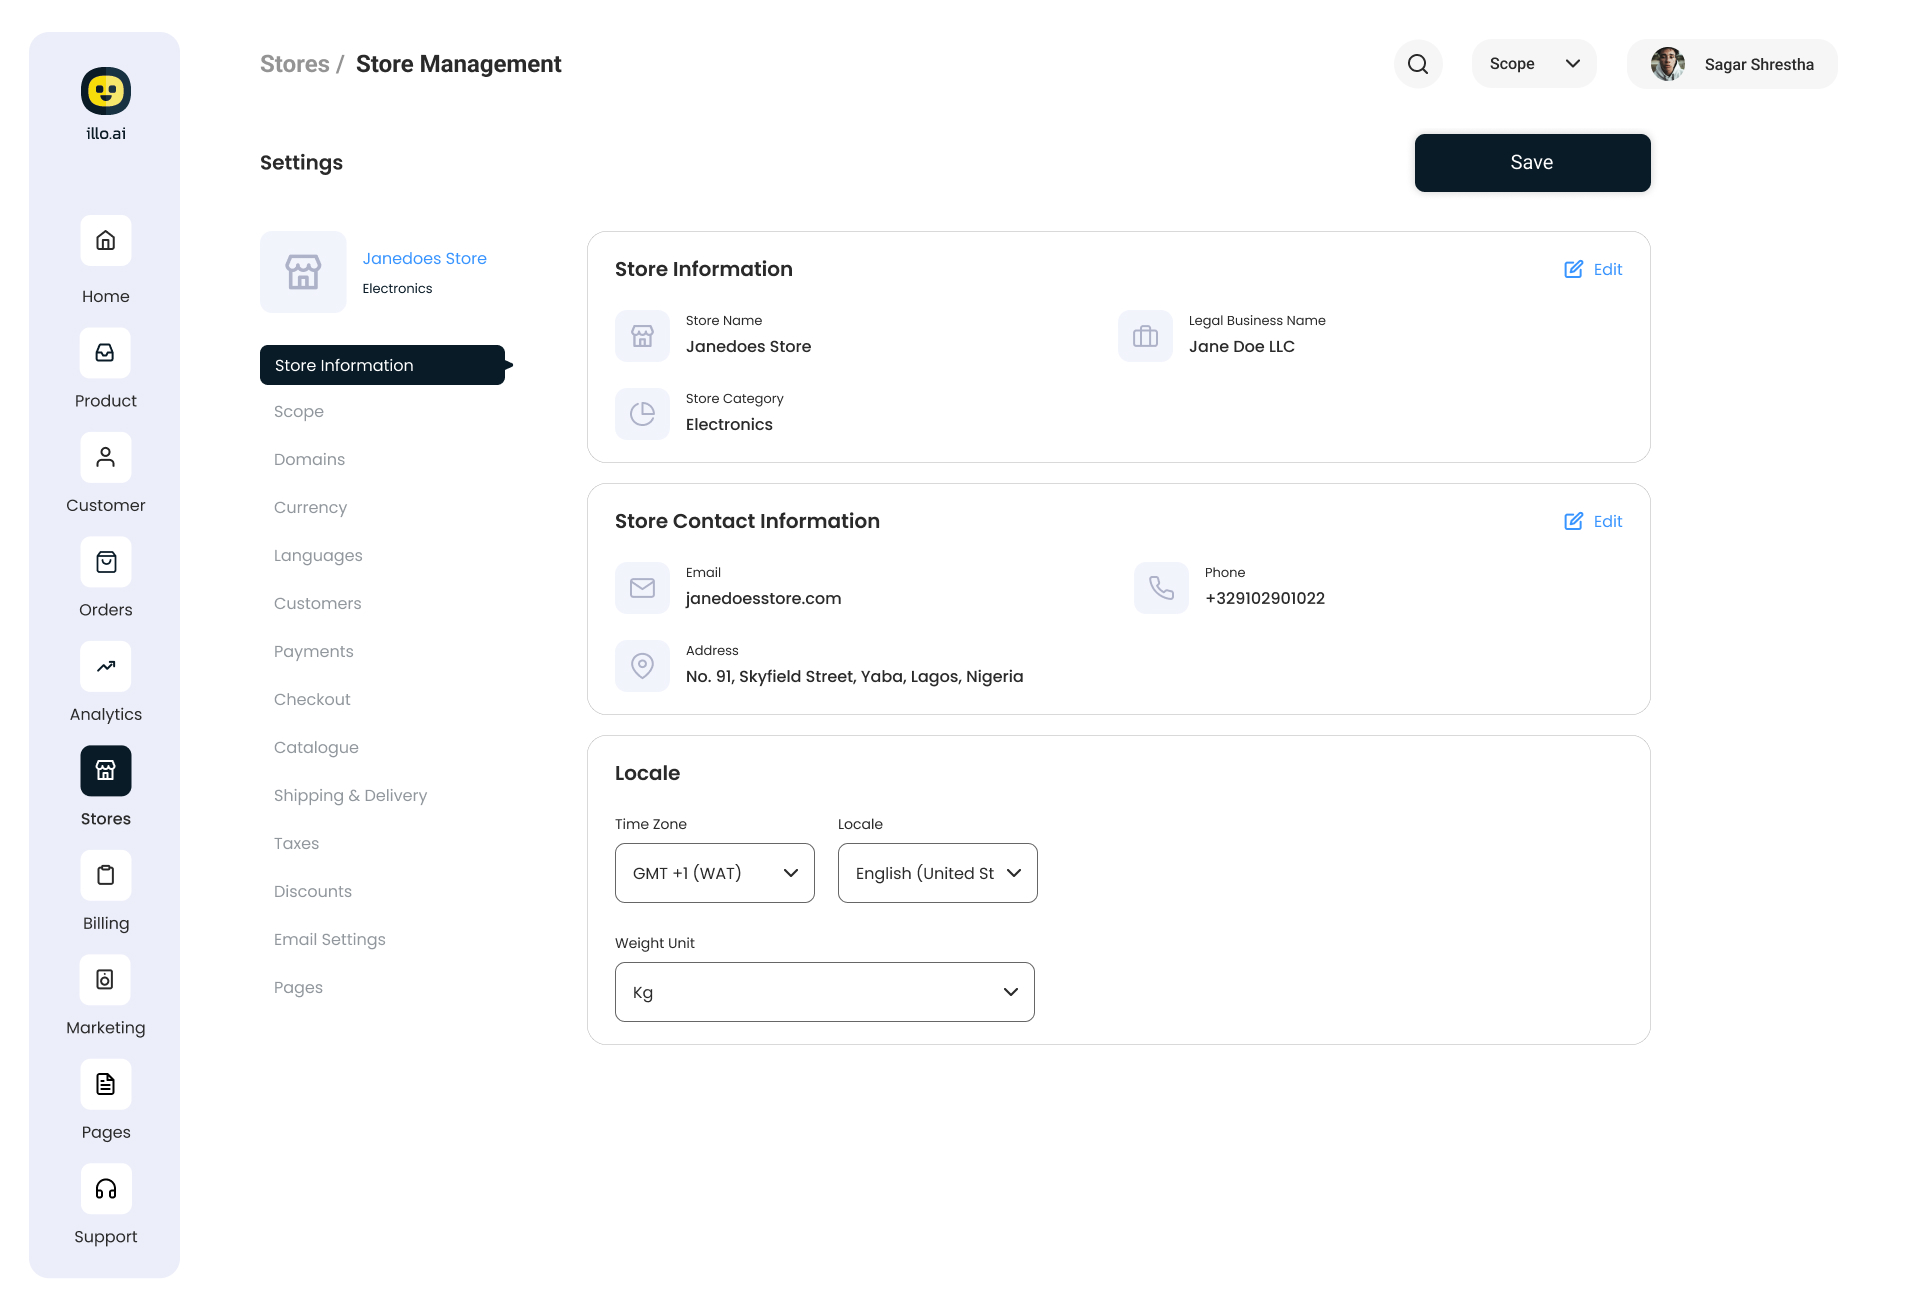 illo.ai
Home
Product
Customer
Orders
Analytics
Stores
Billing
Marketing
Pages
Support
Stores / Store Management
Scope
Sagar Shrestha
Settings
Save
Janedoes Store
Electronics
Store Information
Scope
Domains
Currency
Languages
Customers
Payments
Checkout
Catalogue
Shipping & Delivery
Taxes
Discounts
Email Settings
Pages
Store Information
Edit
Store Name
Janedoes Store
Legal Business Name
Jane Doe LLC
Store Category
Electronics
Store Contact Information
Edit
Email
janedoesstore.com
Phone
+329102901022
Address
No. 91, Skyfield Street, Yaba, Lagos, Nigeria
Locale
Time Zone
GMT +1 (WAT)
Locale
English (United St
Weight Unit
Kg